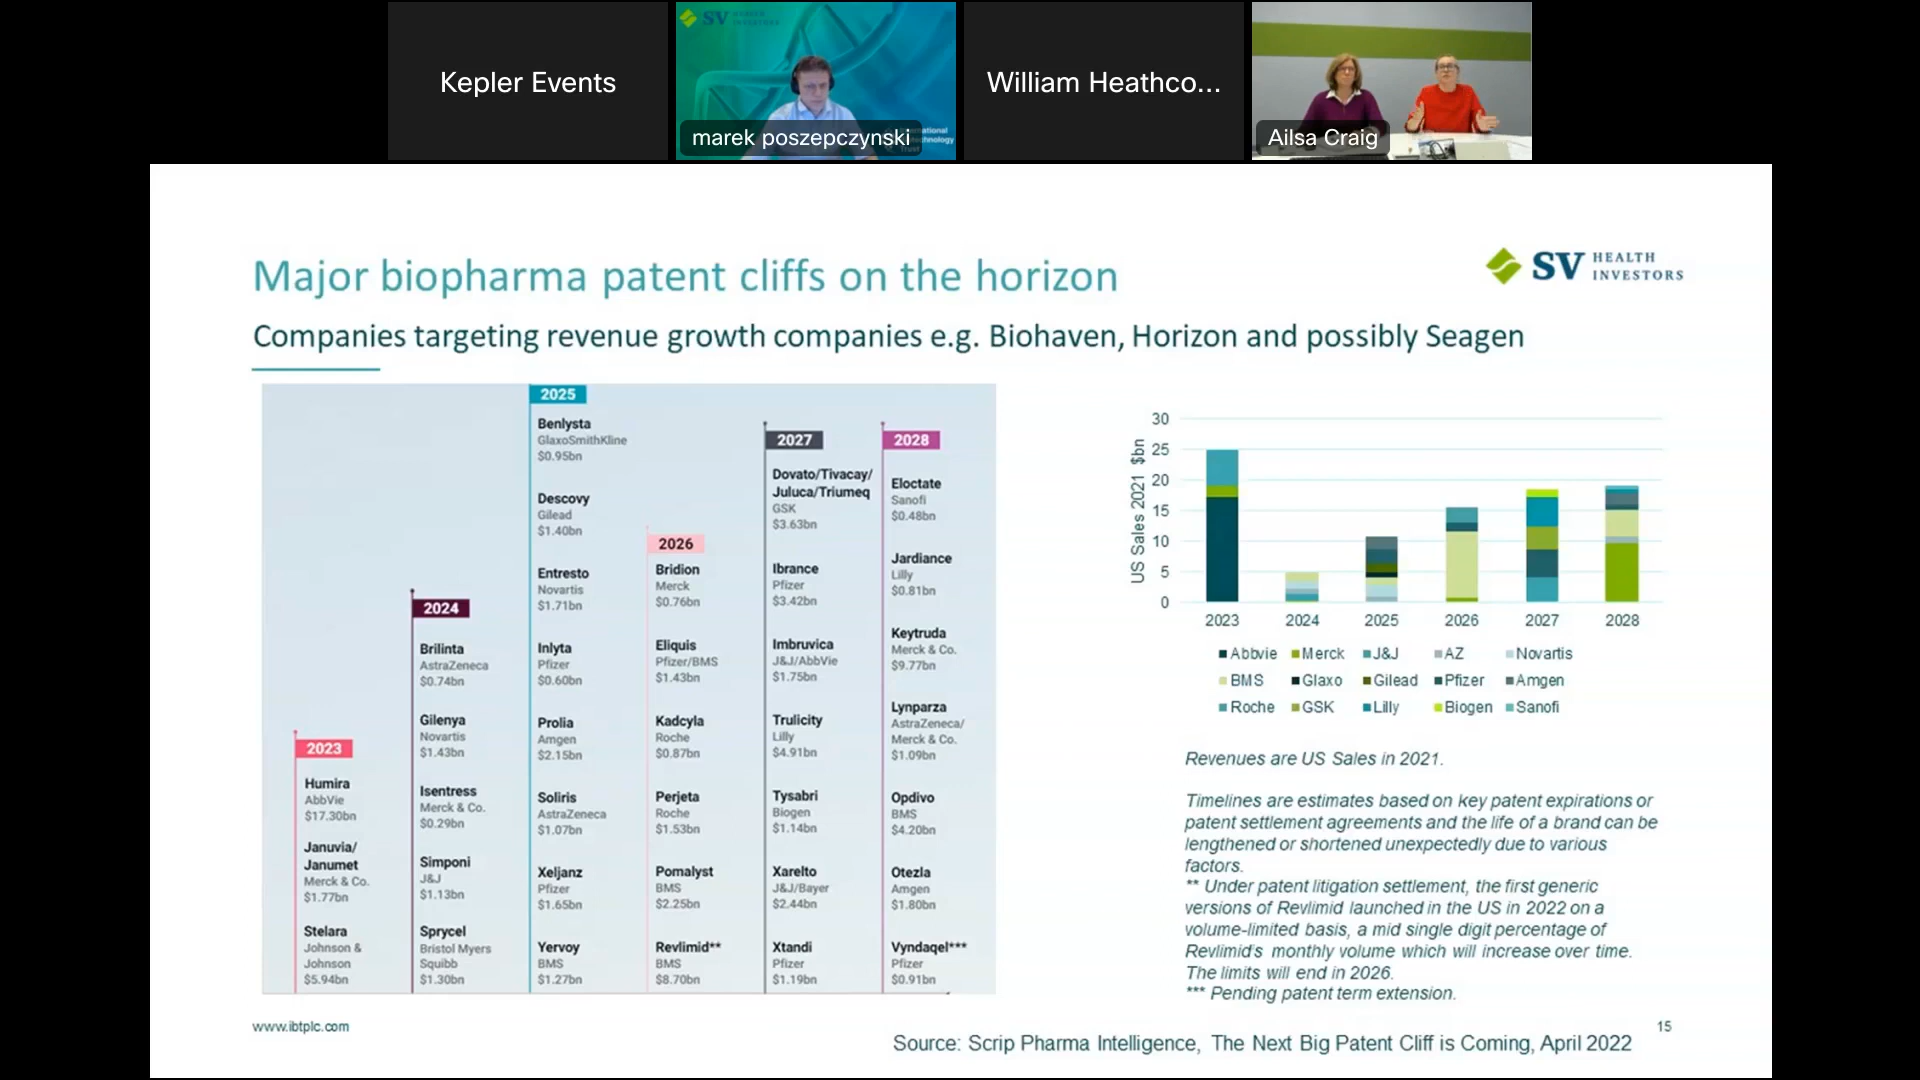 Kepler Events
SV HEALTH INVESTORS
marek poszepczynski
William Heathco...
Ailsa Craig
Major biopharma patent cliffs on the horizon
SV HEALTH
INVESTORS
Companies targeting revenue growth companies e.g. Biohaven, Horizon and possibly Seagen
2023
Humira
AbbVie
$17.30bn
Januvia/
Janumet
Merck & Co.
$1.77bn
Stelara
Johnson &
Johnson
$5.94bn
2024
Brilinta
AstraZeneca
$0.74bn
Gilenya
Novartis
$1.43bn
Isentress
Merck & Co.
$0.29bn
Simponi
J&J
$1.13bn
Sprycel
Bristol Myers
Squibb
$1.30bn
2025
Benlysta
GlaxoSmithKline
$0.95bn
Descovy
Gilead
$1.40bn
Entresto
Novartis
$1.71bn
Inlyta
Pfizer
$0.60bn
Prolia
Amgen
$2.15bn
Soliris
AstraZeneca
$1.07bn
Xeljanz
Pfizer
$1.65bn
Yervoy
BMS
$1.27bn
2026
Bridion
Merck
$0.76bn
Eliquis
Pfizer/BMS
$1.43bn
Kadcyla
Roche
$0.87bn
Perjeta
Roche
$1.53bn
Pomalyst
BMS
$2.25bn
Revlimid**
BMS
$8.70bn
2027
Dovato/Tivacay/
Juluca/Triumeq
GSK
$3.63bn
Ibrance
Pfizer
$3.42bn
Imbruvica
J&J/AbbVie
$1.75bn
Trulicity
Lilly
$4.91bn
Tysabri
Biogen
$1.14bn
Xarelto
J&J/Bayer
$2.44bn
Xtandi
Pfizer
$1.19bn
2028
Eloctate
Sanofi
$0.48bn
Jardiance
Lilly
$0.81bn
Keytruda
Merck & Co.
$9.77bn
Lynparza
AstraZeneca/
Merck & Co.
$1.09bn
Opdivo
BMS
$4.20bn
Otezla
Amgen
$1.80bn
Vyndaqel***
Pfizer
$0.91bn
US Sales 2021 $bn
30
25
20
15
10
5
0
2023 2024 2025 2026 2027 2028
Abbvie Merck J&J AZ Novartis
BMS Glaxo Gilead Pfizer Amgen
Roche GSK Lilly Biogen Sanofi
Revenues are US Sales in 2021.
Timelines are estimates based on key patent expirations or
patent settlement agreements and the life of a brand can be
lengthened or shortened unexpectedly due to various
factors.
** Under patent litigation settlement, the first generic
versions of Revlimid launched in the US in 2022 on a
volume-limited basis, a mid single digit percentage of
Revlimid's monthly volume which will increase over time.
The limits will end in 2026.
*** Pending patent term extension.
www.ibtplc.com
15
Source: Scrip Pharma Intelligence, The Next Big Patent Cliff is Coming, April 2022